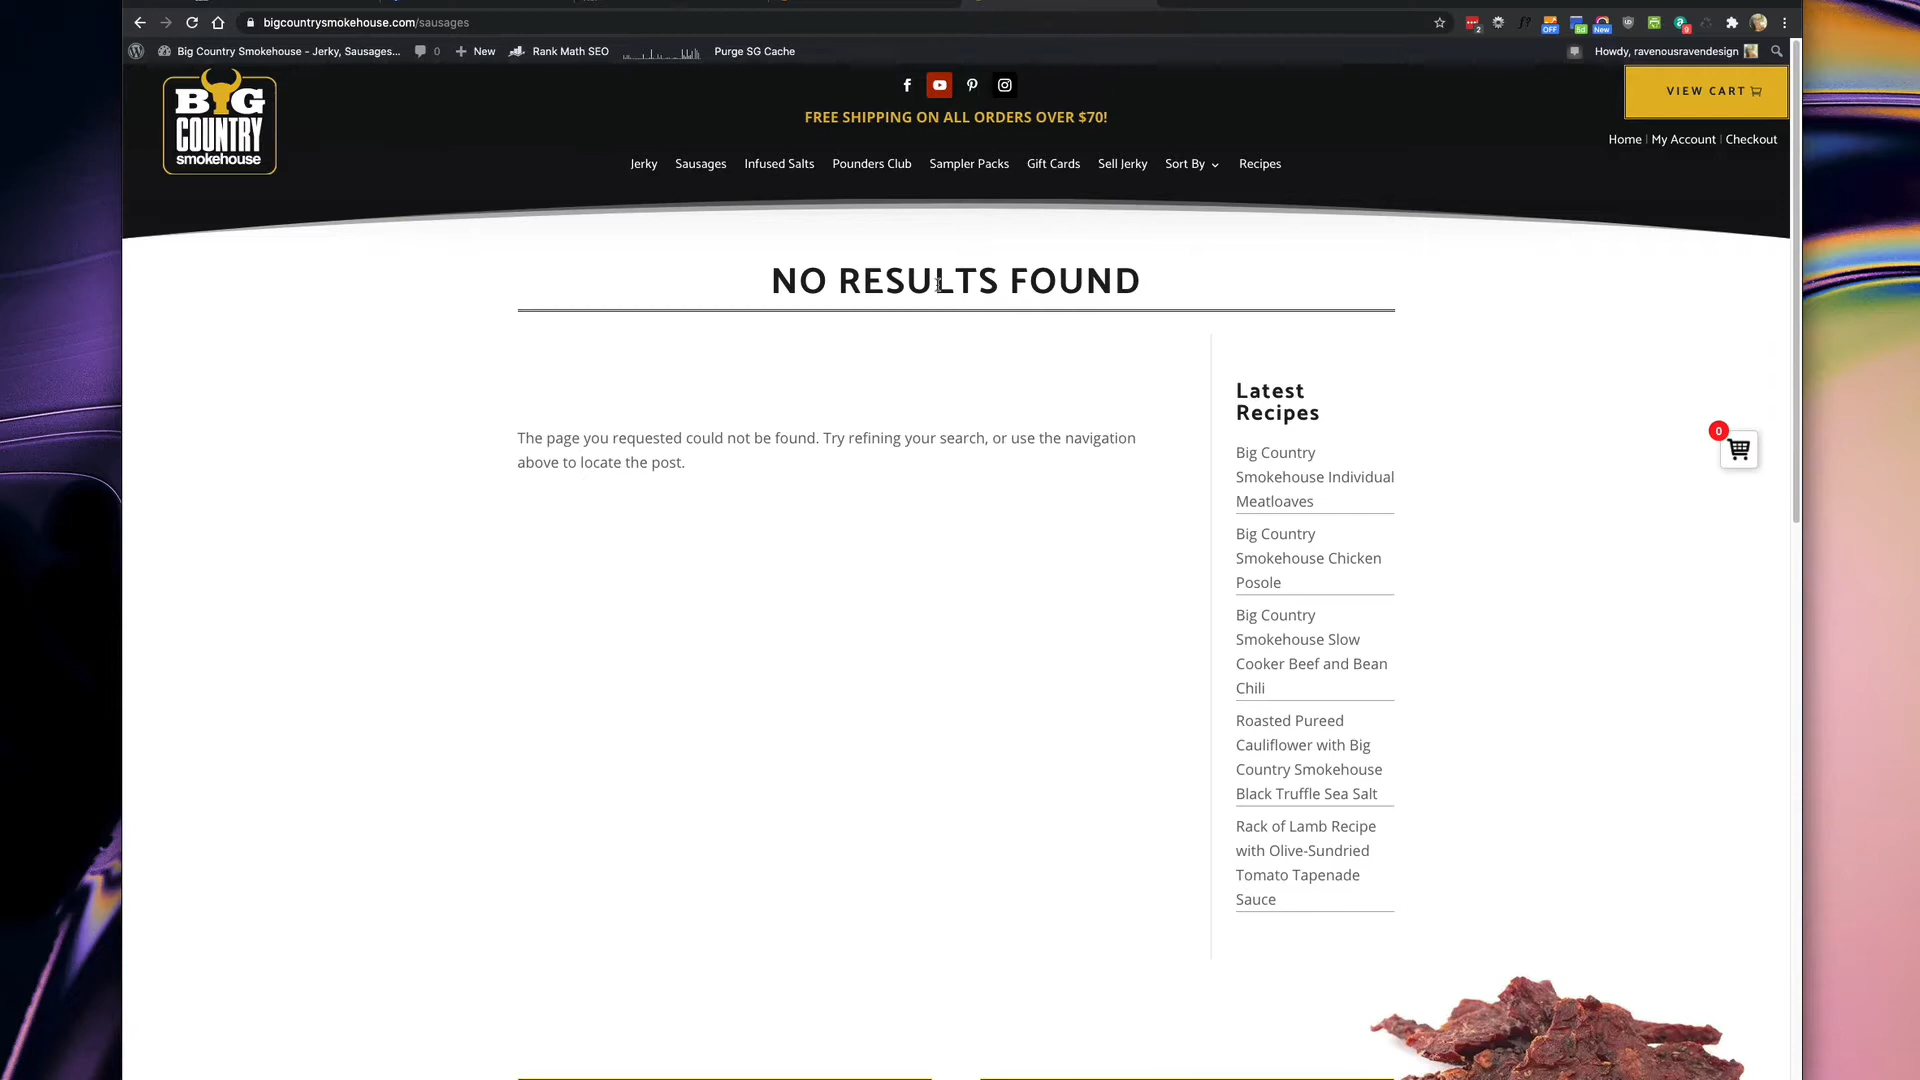 bigcountrysmokehouse.com/sausages
2
OFF
5d
New
9
Big Country Smokehouse - Jerky, Sausages...
0
New
Rank Math SEO
Purge SG Cache
Howdy, ravenousravendesign
BIG
COUNTRY
smokehouse
FREE SHIPPING ON ALL ORDERS OVER $70!
VIEW CART
Home | My Account | Checkout
Jerky Sausages Infused Salts Pounders Club Sampler Packs Gift Cards Sell Jerky Sort By Recipes
NO RESULTS FOUND
The page you requested could not be found. Try refining your search, or use the navigation
above to locate the post.
Latest
Recipes
Big Country
Smokehouse Individual
Meatloaves
Big Country
Smokehouse Chicken
Posole
Big Country
Smokehouse Slow
Cooker Beef and Bean
Chili
Roasted Pureed
Cauliflower with Big
Country Smokehouse
Black Truffle Sea Salt
Rack of Lamb Recipe
with Olive-Sundried
Tomato Tapenade
Sauce
0